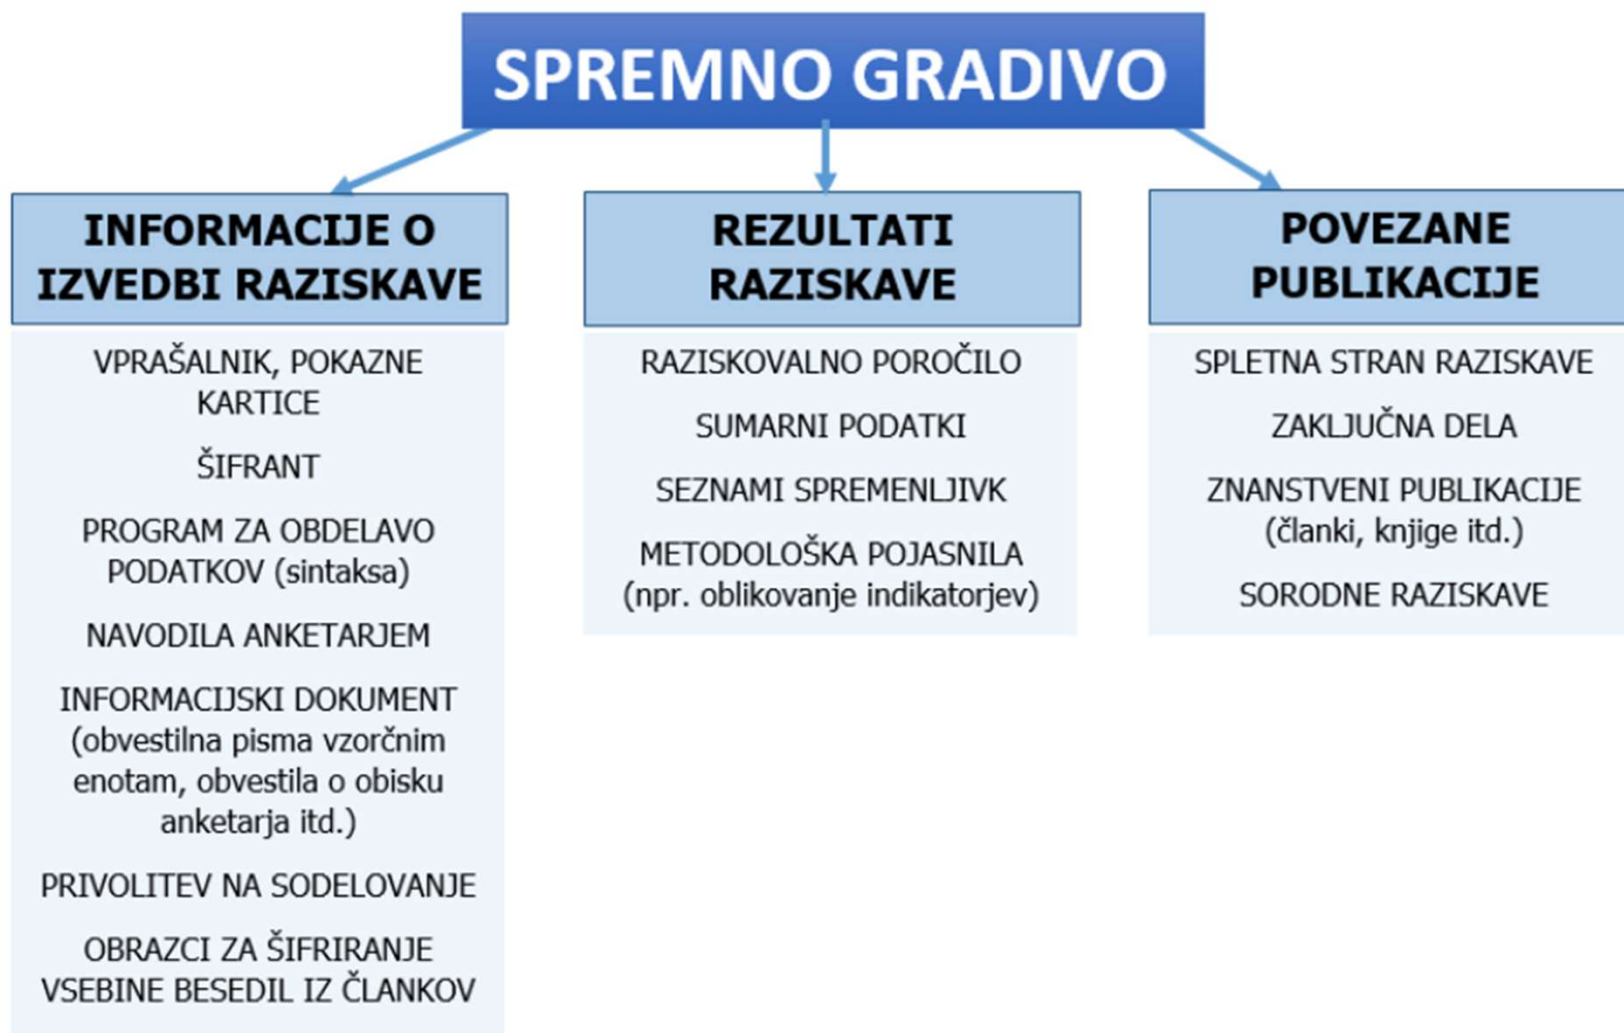 SPREMNO GRADIVO
INFORMACIJE O
IZVEDBI RAZISKAVE
VPRAŠALNIK, POKAZNE
KARTICE
ŠIFRANT
PROGRAM ZA OBDELAVO
PODATKOV (sintaksa)
NAVODILA ANKETARJEM
INFORMACIJSKI DOKUMENT
(obvestilna pisma vzorčnim
enotam, obvestila o obisku
anketarja itd.)
PRIVOLITEV NA SODELOVANJE
OBRAZCI ZA ŠIFRIRANJE
VSEBINE BESEDIL IZ ČLANKOV
REZULTATI
RAZISKAVE
RAZISKOVALNO POROČILO
SUMARNI PODATKI
SEZNAMI SPREMENLJIVK
METODOLOŠKA POJASNILA
(npr. oblikovanje indikatorjev)
POVEZANE
PUBLIKACIJE
SPLETNA STRAN RAZISKAVE
ZAKLJUČNA DELA
ZNANSTVENI PUBLIKACIJE
(članki, knjige itd.)
SORODNE RAZISKAVE